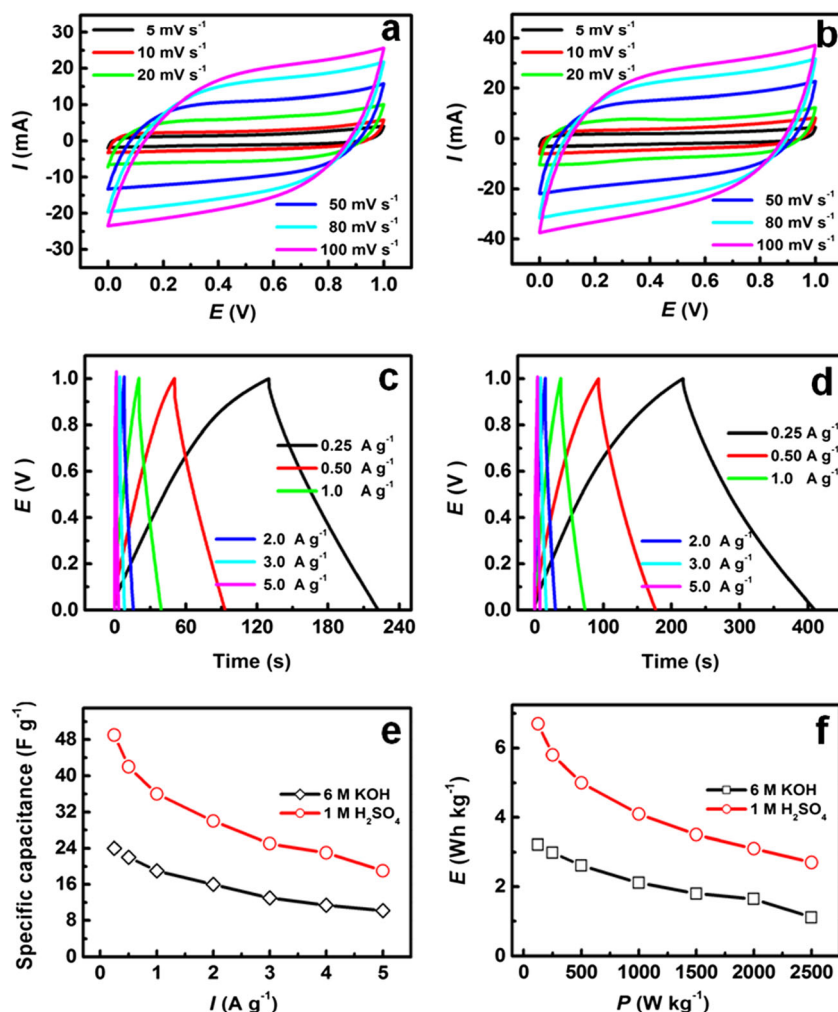 a
5 mV s⁻¹
10 mV s⁻¹
20 mV s⁻¹
50 mV s⁻¹
80 mV s⁻¹
100 mV s⁻¹
30
20
10
0
-10
-20
-30
I (mA)
0.0 0.2 0.4 0.6 0.8 1.0
E (V)
b
5 mV s⁻¹
10 mV s⁻¹
20 mV s⁻¹
50 mV s⁻¹
80 mV s⁻¹
100 mV s⁻¹
40
20
0
-20
-40
I (mA)
0.0 0.2 0.4 0.6 0.8 1.0
E (V)
c
0.25 A g⁻¹
0.50 A g⁻¹
1.0 A g⁻¹
2.0 A g⁻¹
3.0 A g⁻¹
5.0 A g⁻¹
1.0
0.8
0.6
0.4
0.2
0.0
E (V)
0 60 120 180 240
Time (s)
d
0.25 A g⁻¹
0.50 A g⁻¹
1.0 A g⁻¹
2.0 A g⁻¹
3.0 A g⁻¹
5.0 A g⁻¹
1.0
0.8
0.6
0.4
0.2
0.0
E (V)
0 100 200 300 400
Time (s)
e
6 M KOH
1 M H₂SO₄
48
36
24
12
0
Specific capacitance (F g⁻¹)
0 1 2 3 4 5
I (A g⁻¹)
f
6 M KOH
1 M H₂SO₄
6
4
2
0
E (Wh kg⁻¹)
0 500 1000 1500 2000 2500
P (W kg⁻¹)